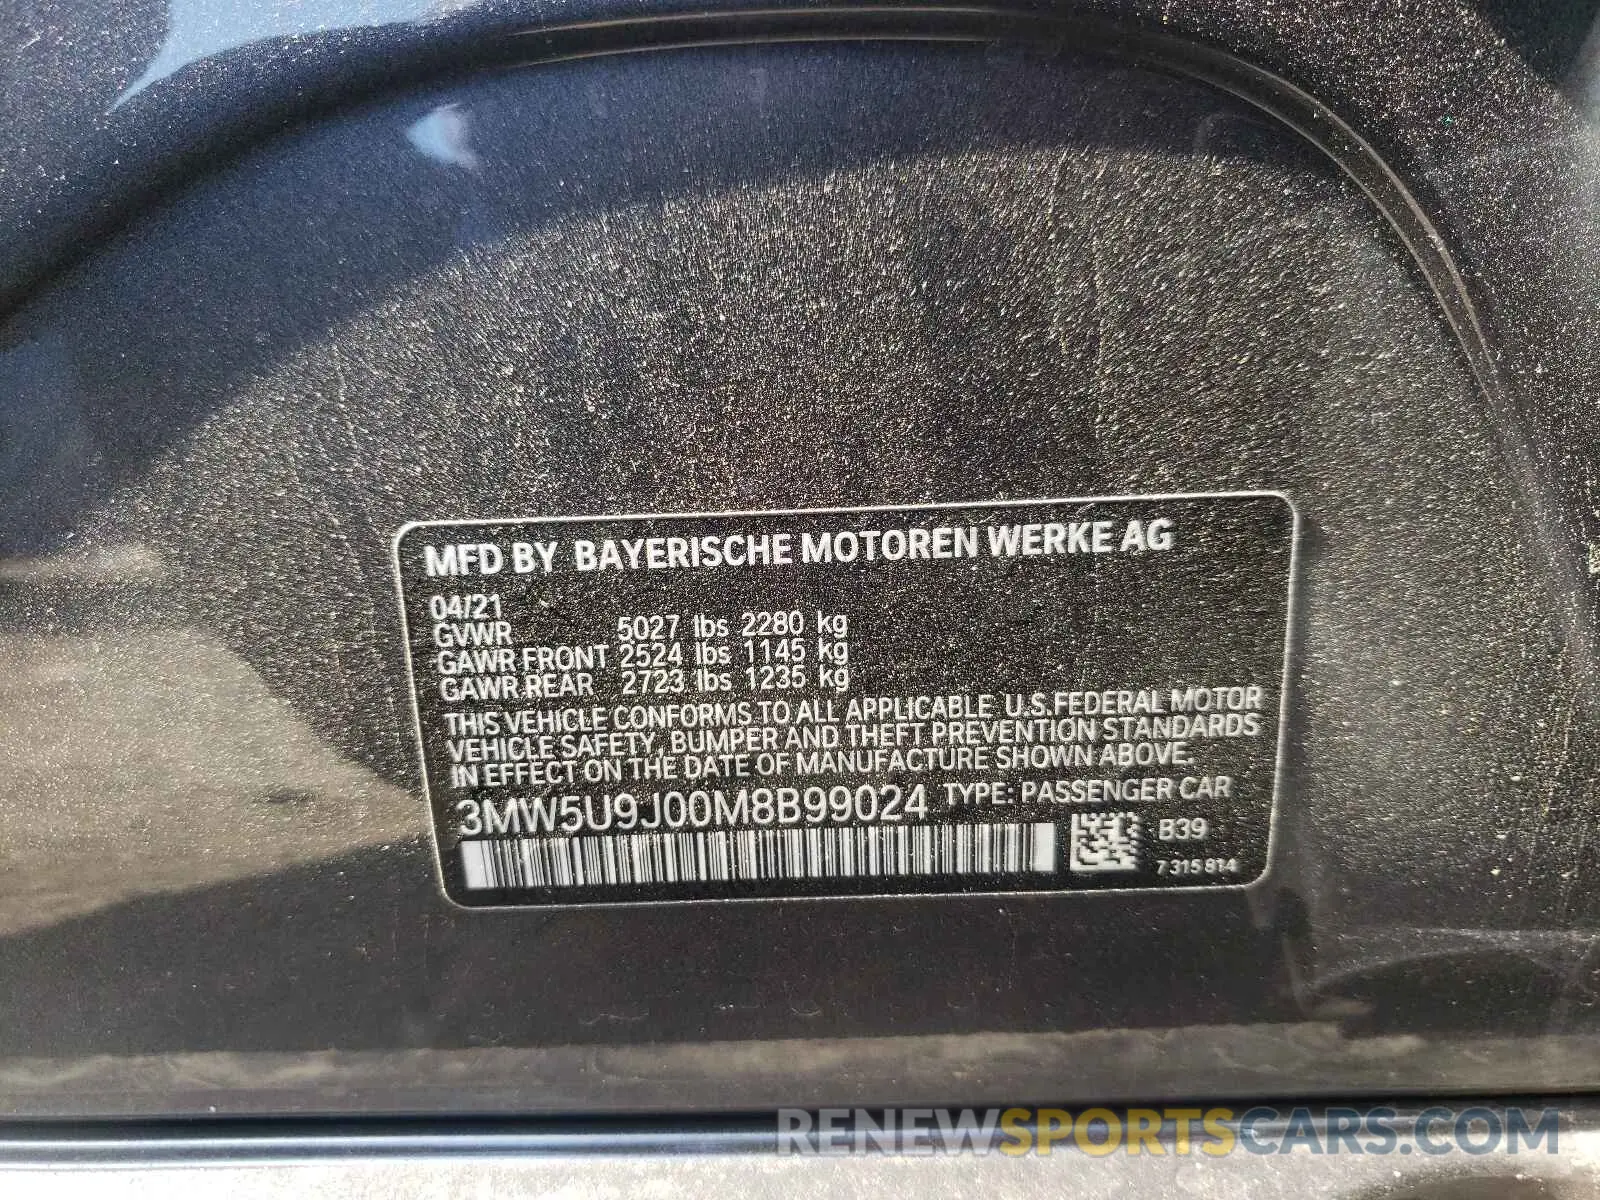 MFD BY BAYERISCHE MOTOREN WERKE AG
04/21
GVWR 5027 lbs 2280 kg
GAWR FRONT 2524 lbs 1145 kg
GAWR REAR 2723 lbs 1235 kg
THIS VEHICLE CONFORMS TO ALL APPLICABLE U.S. FEDERAL MOTOR
VEHICLE SAFETY, BUMPER AND THEFT PREVENTION STANDARDS
IN EFFECT ON THE DATE OF MANUFACTURE SHOWN ABOVE.
3MW5U9J00M8B99024 TYPE: PASSENGER CAR
B39
7 315 814
RENEWSPORTSCARS.COM